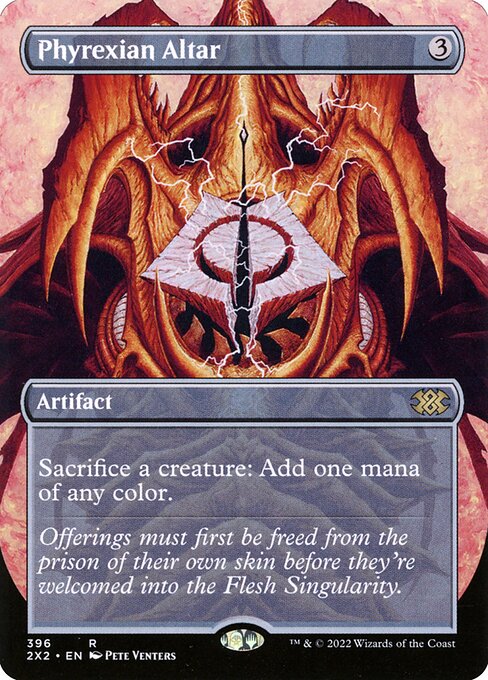 Phyrexian Altar 3
Artifact
Sacrifice a creature: Add one mana
of any color.
Offerings must first be freed from the
prison of their own skin before they're
welcomed into the Flesh Singularity.
396 R
2X2 • EN PETE VENTERS
™ & © 2022 Wizards of the Coast